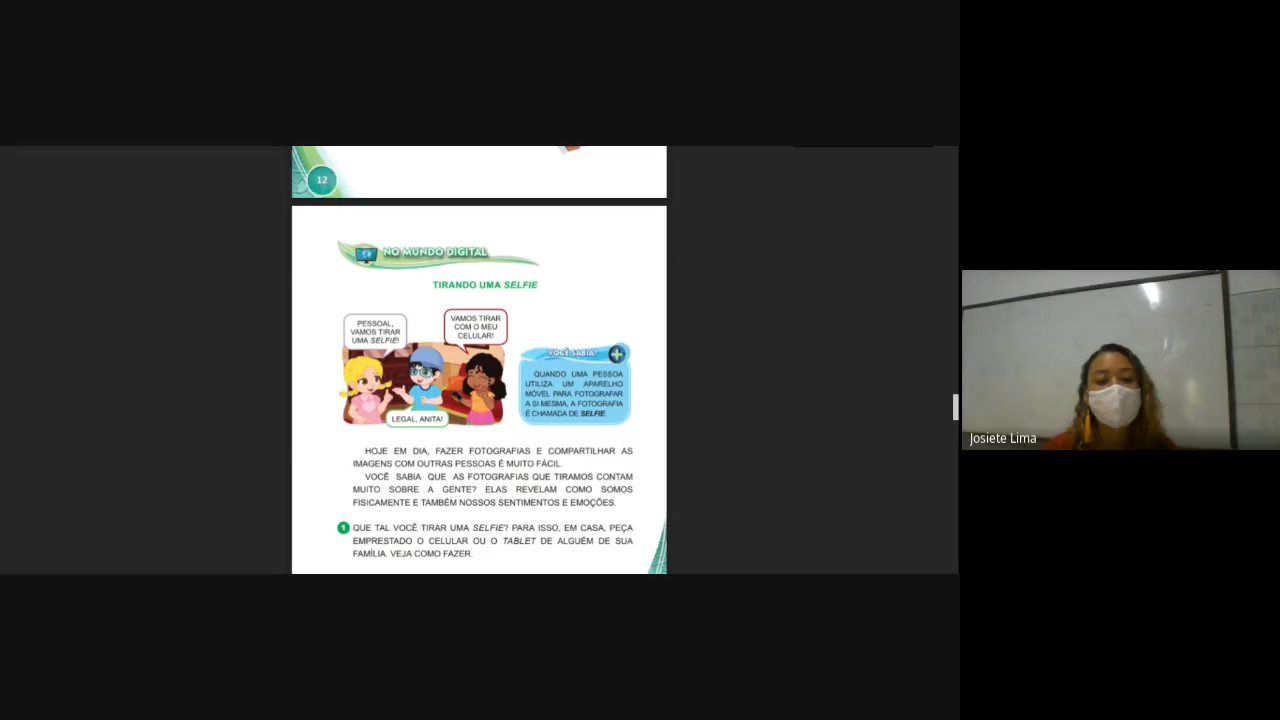 12
NO MUNDO DIGITAL
TIRANDO UMA SELFIE
PESSOAL,
VAMOS TIRAR
UMA SELFIE!
VAMOS TIRAR
COM O MEU
CELULAR!
LEGAL, ANITA!
VOCÊ SABIA?
QUANDO UMA PESSOA
UTILIZA UM APARELHO
MÓVEL PARA FOTOGRAFAR
A SI MESMA, A FOTOGRAFIA
É CHAMADA DE SELFIE.
HOJE EM DIA, FAZER FOTOGRAFIAS E COMPARTILHAR AS
IMAGENS COM OUTRAS PESSOAS É MUITO FÁCIL.
VOCÊ SABIA QUE AS FOTOGRAFIAS QUE TIRAMOS CONTAM
MUITO SOBRE A GENTE? ELAS REVELAM COMO SOMOS
FISICAMENTE E TAMBÉM NOSSOS SENTIMENTOS E EMOÇÕES.
1 QUE TAL VOCÊ TIRAR UMA SELFIE? PARA ISSO, EM CASA, PEÇA
EMPRESTADO O CELULAR OU O TABLET DE ALGUÉM DE SUA
FAMÍLIA. VEJA COMO FAZER.
Josiete Lima